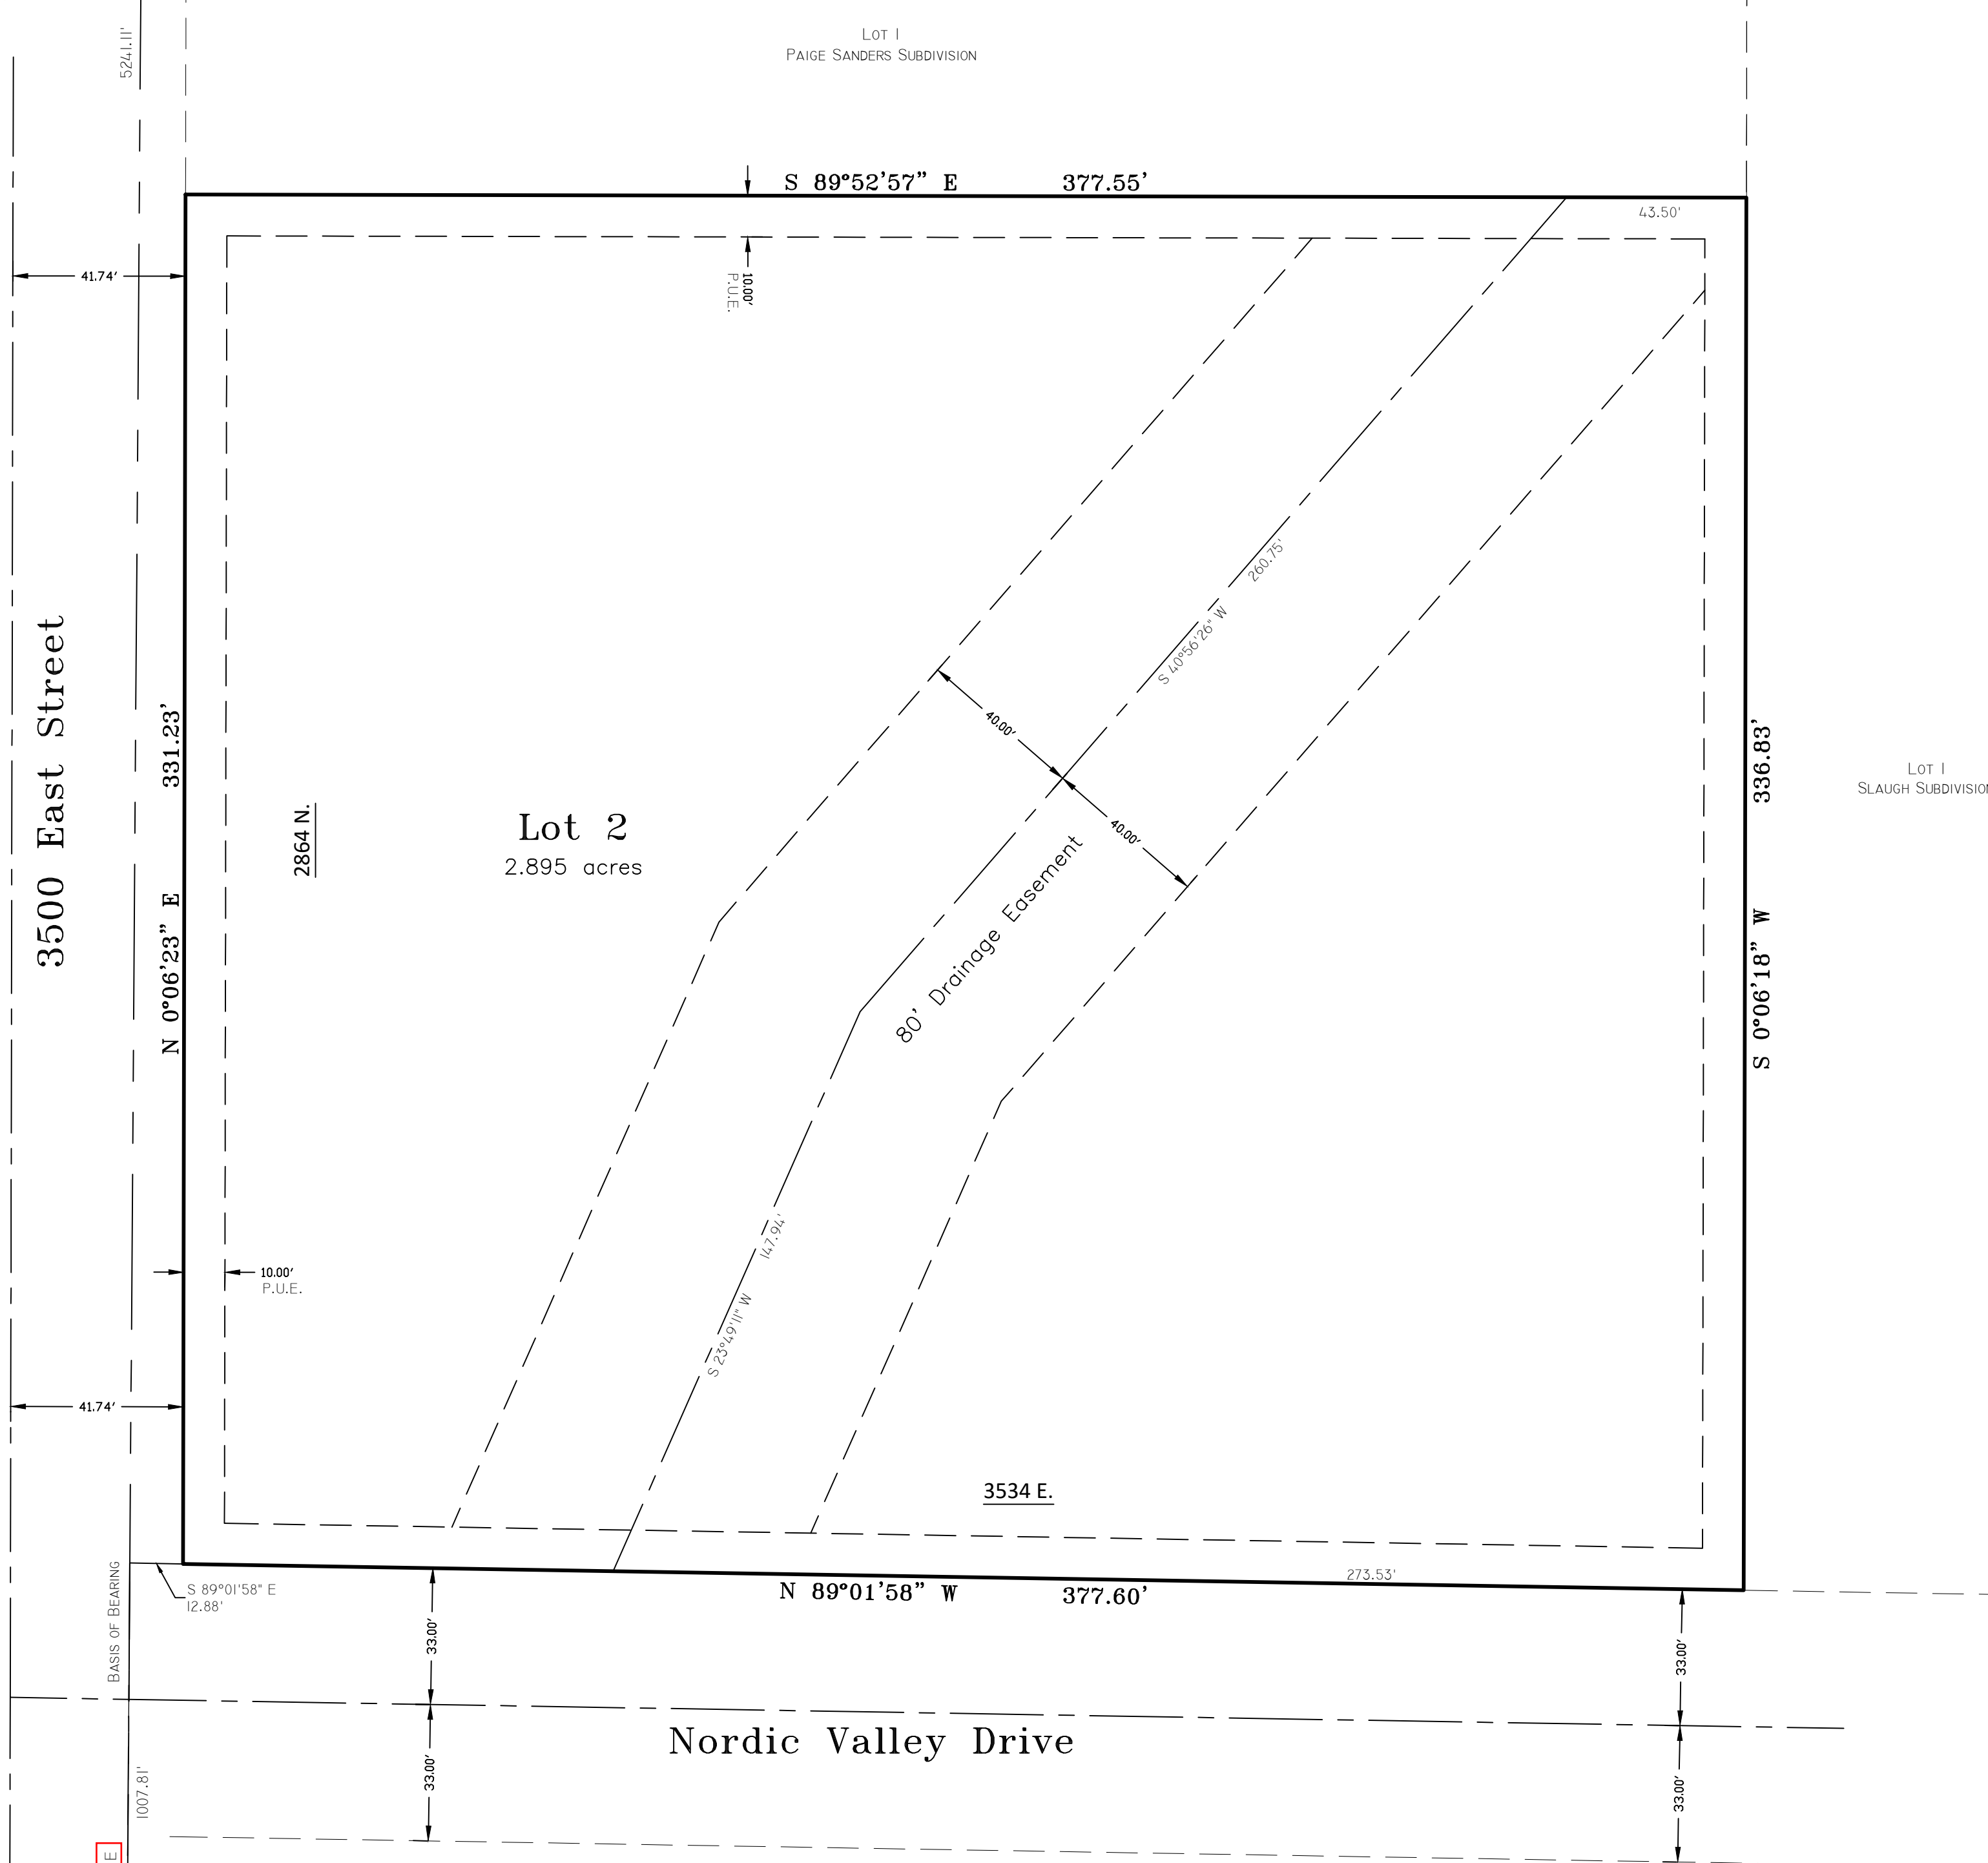 5241.11'
LOT 1
PAIGE SANDERS SUBDIVISION
S 89°52'57" E 377.55'
43.50'
41.74'
10.00'
P.U.E.
260.75'
S 40°56'26" W
3500 East Street
N 0°06'23" E 331.23'
2864 N.
Lot 2
2.895 acres
40.00'
40.00'
80' Drainage Easement
S 0°06'18" W 336.83'
LOT 1
SLAUGH SUBDIVISION
147.94'
S 23°49'11" W
10.00'
P.U.E.
41.74'
3534 E.
273.53'
N 89°01'58" W 377.60'
S 89°01'58" E
12.88'
BASIS OF BEARING
33.00'
33.00'
Nordic Valley Drive
33.00'
33.00'
1007.81'
E